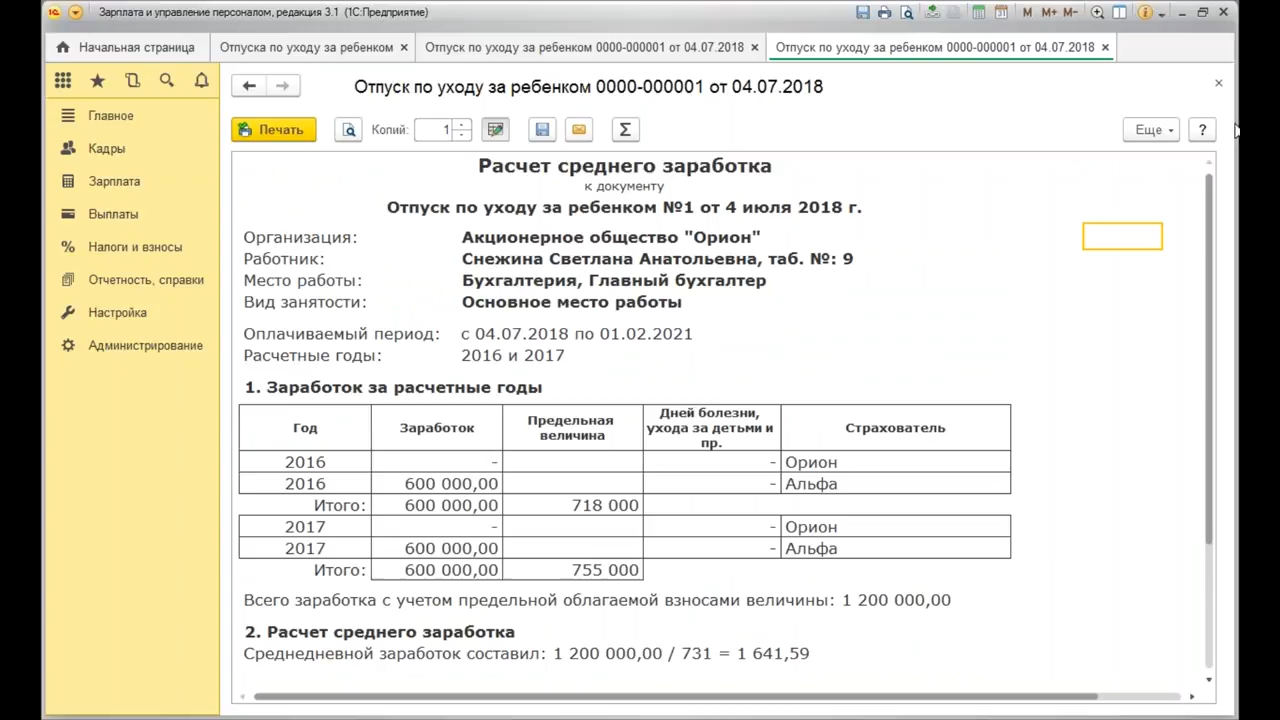 Зарплата и управление персоналом, редакция 3.1 (1С:Предприятие)
M M+ M-
Начальная страница
Отпуска по уходу за ребенком ×
Отпуск по уходу за ребенком 0000-000001 от 04.07.2018 ×
Отпуск по уходу за ребенком 0000-000001 от 04.07.2018 ×
Главное
Кадры
Зарплата
Выплаты
Налоги и взносы
Отчетность, справки
Настройка
Администрирование
Отпуск по уходу за ребенком 0000-000001 от 04.07.2018
Печать
Копий: 1
Σ
Еще
?
Расчет среднего заработка
к документу
Отпуск по уходу за ребенком №1 от 4 июля 2018 г.
Организация: Акционерное общество "Орион"
Работник: Снежина Светлана Анатольевна, таб. №: 9
Место работы: Бухгалтерия, Главный бухгалтер
Вид занятости: Основное место работы
Оплачиваемый период: с 04.07.2018 по 01.02.2021
Расчетные годы: 2016 и 2017
1. Заработок за расчетные годы
Год Заработок Предельная величина Дней болезни, ухода за детьми и пр. Страхователь
2016 - - Орион
2016 600 000,00 - Альфа
Итого: 600 000,00 718 000
2017 - - Орион
2017 600 000,00 - Альфа
Итого: 600 000,00 755 000
Всего заработка с учетом предельной облагаемой взносами величины: 1 200 000,00
2. Расчет среднего заработка
Среднедневной заработок составил: 1 200 000,00 / 731 = 1 641,59